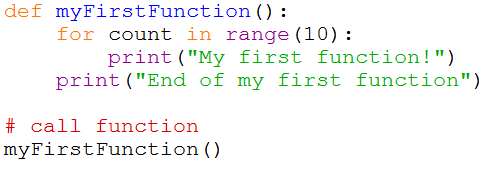 def myFirstFunction():
    for count in range(10):
        print("My first function!")
    print("End of my first function")

# call function
myFirstFunction()